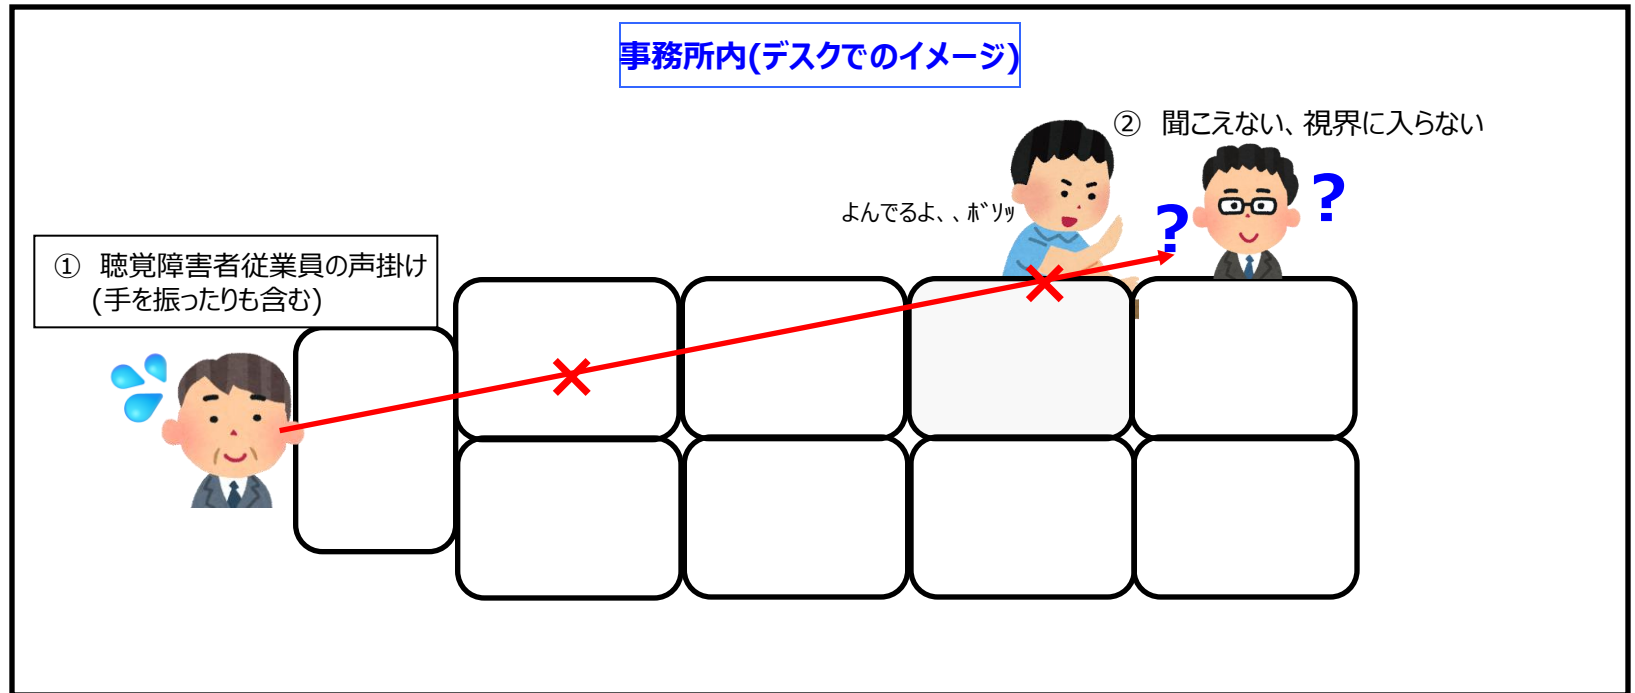 事務所内(デスクでのイメージ)
② 聞こえない、視界に入らない
?
?
よんでるよ、、ﾎﾞｿｯ
① 聴覚障害者従業員の声掛け
(手を振ったりも含む)